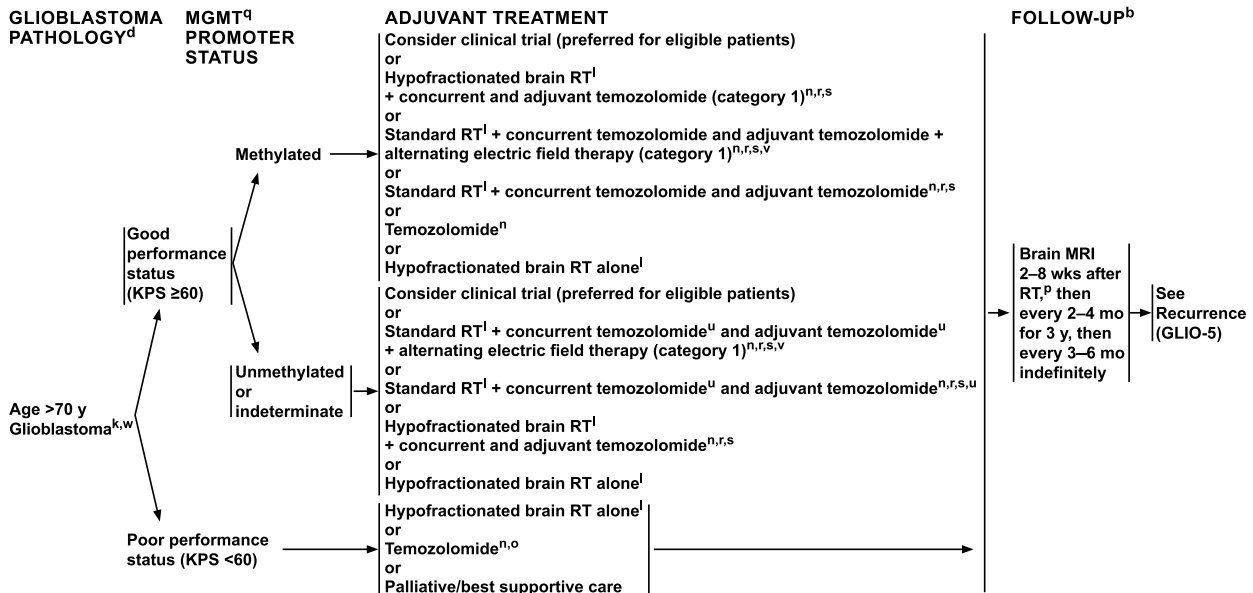 GLIOBLASTOMA
PATHOLOGYᵈ
MGMTq
PROMOTER
STATUS
ADJUVANT TREATMENT
FOLLOW-UPᵇ
Age >70 y
Glioblastomaᵏ,ʷ
Good
performance
status
(KPS ≥60)
Poor performance
status (KPS <60)
Methylated
Unmethylated
or
indeterminate
Consider clinical trial (preferred for eligible patients)
or
Hypofractionated brain RTˡ
+ concurrent and adjuvant temozolomide (category 1)ⁿ,ʳ,ˢ
or
Standard RTˡ + concurrent temozolomide and adjuvant temozolomide +
alternating electric field therapy (category 1)ⁿ,ʳ,ˢ,ᵛ
or
Standard RTˡ + concurrent temozolomide and adjuvant temozolomideⁿ,ʳ,ˢ
or
Temozolomideⁿ
or
Hypofractionated brain RT aloneˡ
Consider clinical trial (preferred for eligible patients)
or
Standard RTˡ + concurrent temozolomideᵘ and adjuvant temozolomideᵘ
+ alternating electric field therapy (category 1)ⁿ,ʳ,ˢ,ᵛ
or
Standard RTˡ + concurrent temozolomideᵘ and adjuvant temozolomideⁿ,ʳ,ˢ,ᵘ
or
Hypofractionated brain RTˡ
+ concurrent and adjuvant temozolomideⁿ,ʳ,ˢ
or
Hypofractionated brain RT aloneˡ
Hypofractionated brain RT aloneˡ
or
Temozolomideⁿ,ᵒ
or
Palliative/best supportive care
Brain MRI
2–8 wks after
RT,ᵖ then
every 2–4 mo
for 3 y, then
every 3–6 mo
indefinitely
See
Recurrence
(GLIO-5)